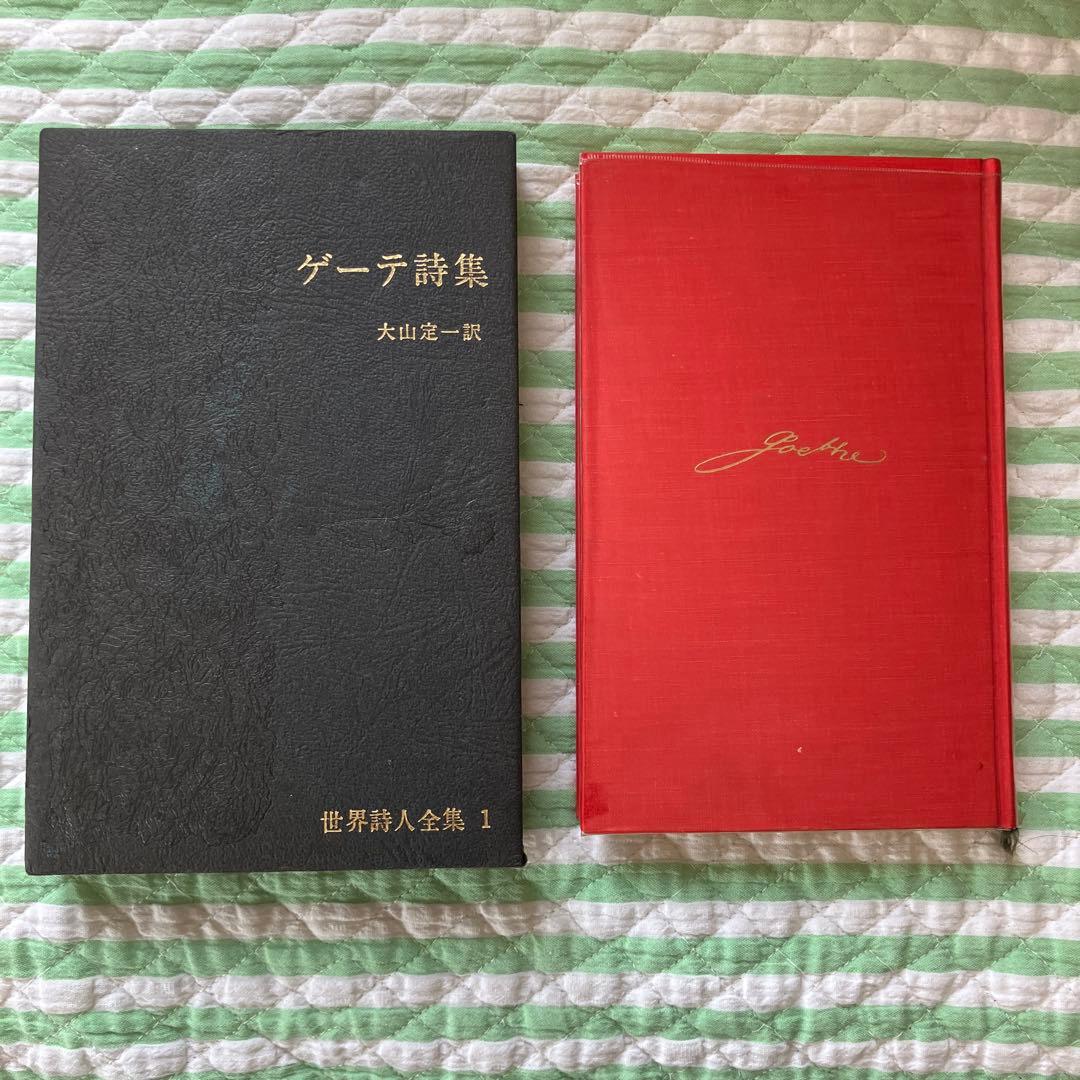 ゲーテ詩集
大山定一訳
世界詩人全集 1
Goethe